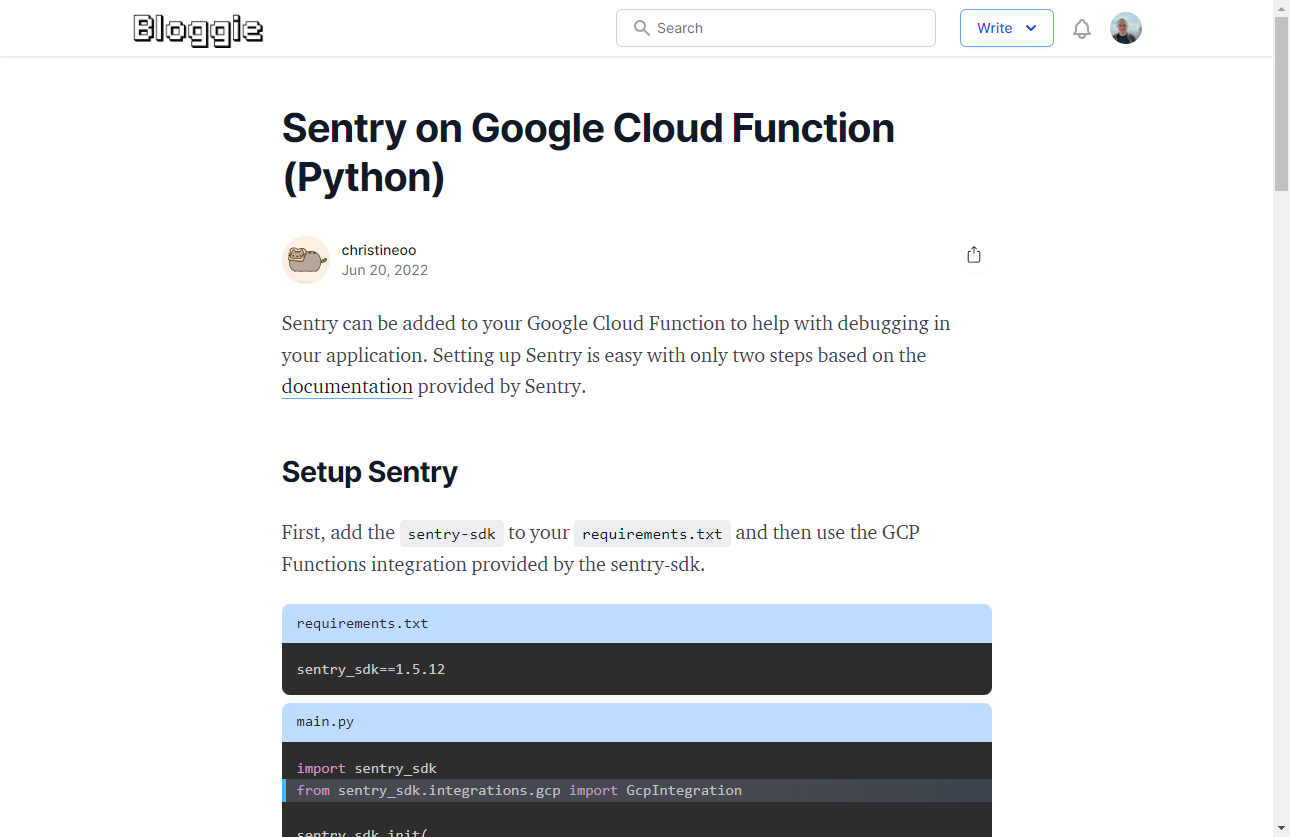 Bloggie
Search
Write
Sentry on Google Cloud Function
(Python)
christineoo
Jun 20, 2022
Sentry can be added to your Google Cloud Function to help with debugging in
your application. Setting up Sentry is easy with only two steps based on the
documentation provided by Sentry.
Setup Sentry
First, add the sentry-sdk to your requirements.txt and then use the GCP
Functions integration provided by the sentry-sdk.
requirements.txt
sentry_sdk==1.5.12
main.py
import sentry_sdk
from sentry_sdk.integrations.gcp import GcpIntegration
sentry_sdk.init(